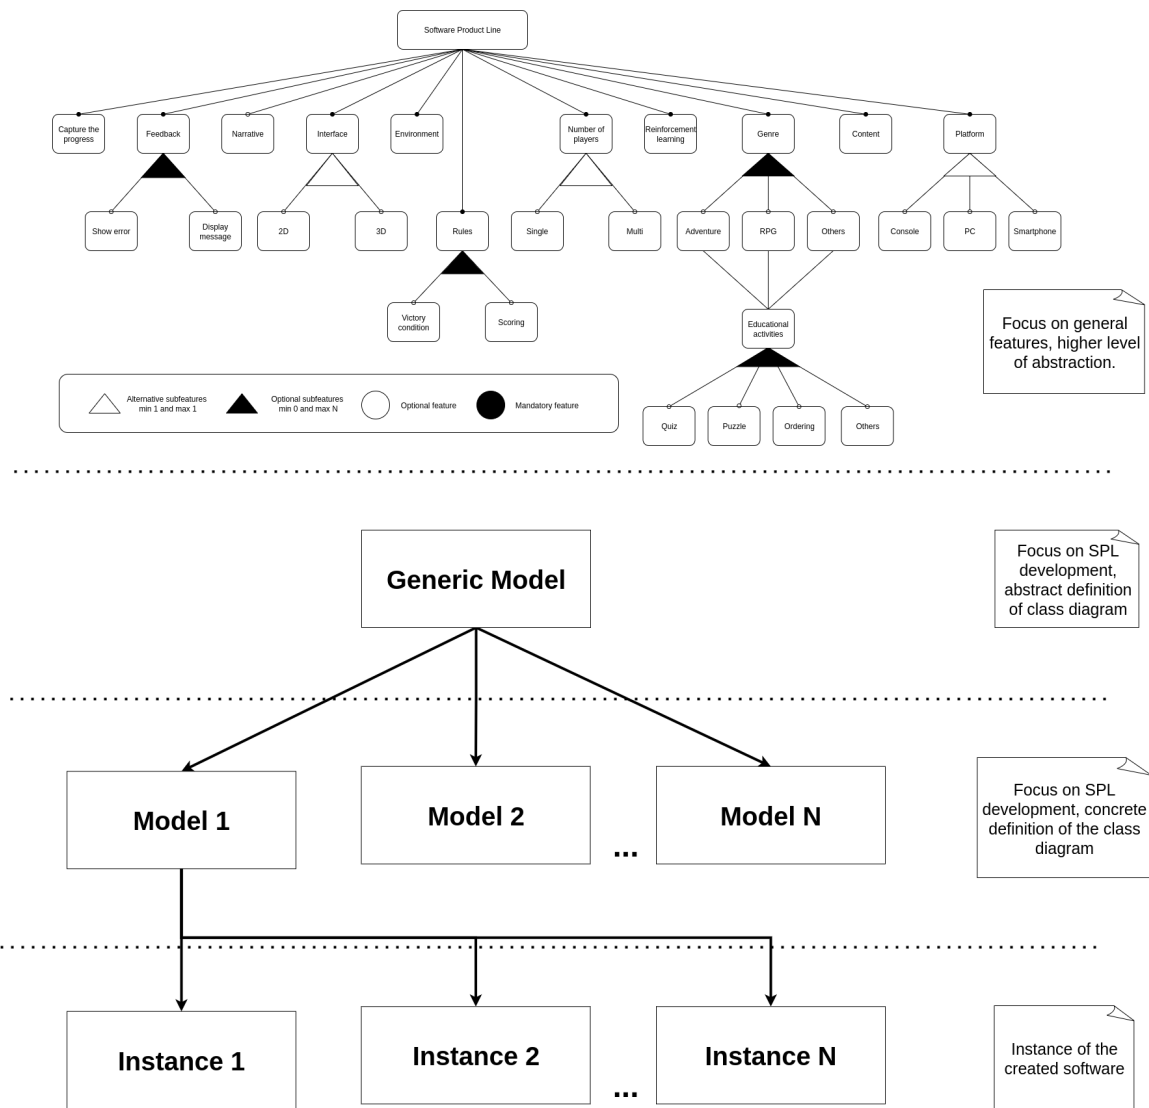 Software Product Line
Capture the
progress
Feedback
Narrative
Interface
Environment
Number of
players
Reinforcement
learning
Genre
Content
Platform
Show error
Display
message
2D
3D
Rules
Single
Multi
Adventure
RPG
Others
Console
PC
Smartphone
Victory
condition
Scoring
Educational
activities
Focus on general
features, higher level
of abstraction.
Alternative subfeatures
min 1 and max 1
Optional subfeatures
min 0 and max N
Optional feature
Mandatory feature
Quiz
Puzzle
Ordering
Others
Generic Model
Focus on SPL
development,
abstract definition
of class diagram
Model 1
Model 2
...
Model N
Focus on SPL
development, concrete
definition of the class
diagram
Instance 1
Instance 2
...
Instance N
Instance of the
created software